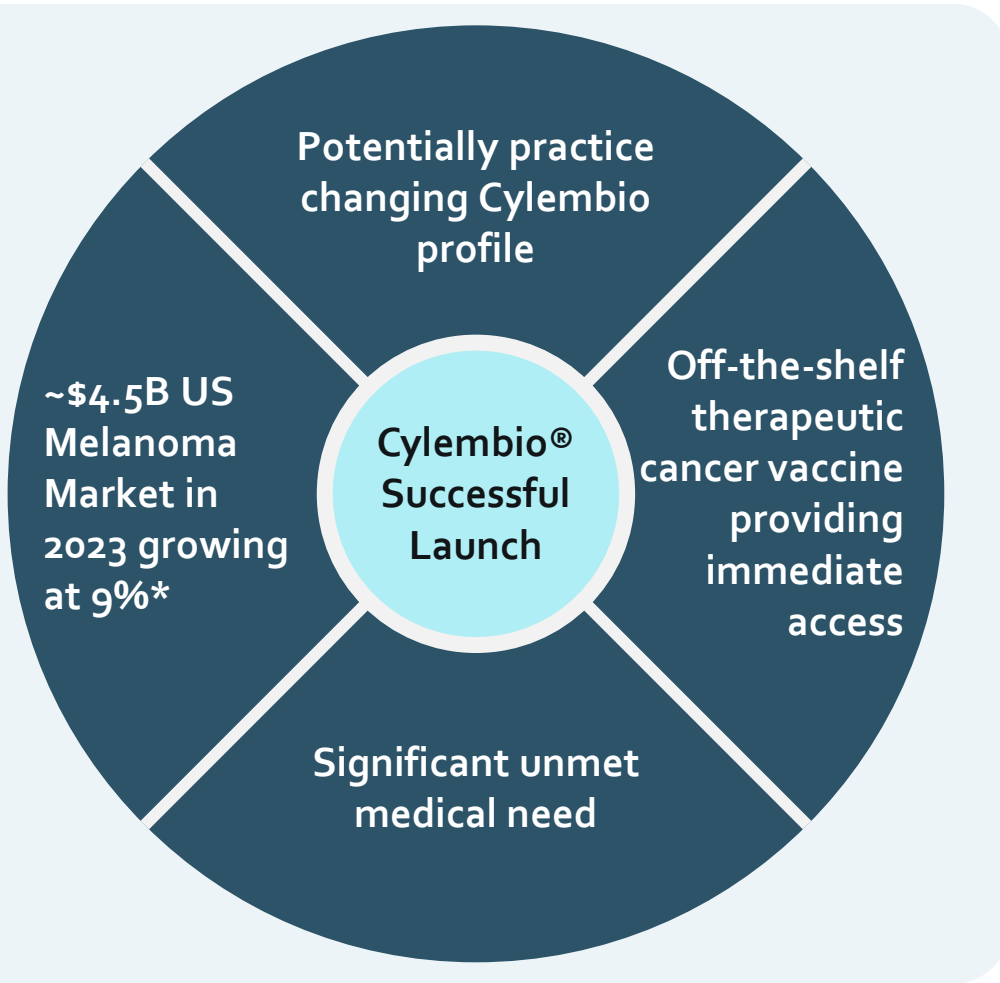 Potentially practice
changing Cylembio
profile
~$4.5B US
Melanoma
Market in
2023 growing
at 9%*
Cylembio®
Successful
Launch
Off-the-shelf
therapeutic
cancer vaccine
providing
immediate
access
Significant unmet
medical need